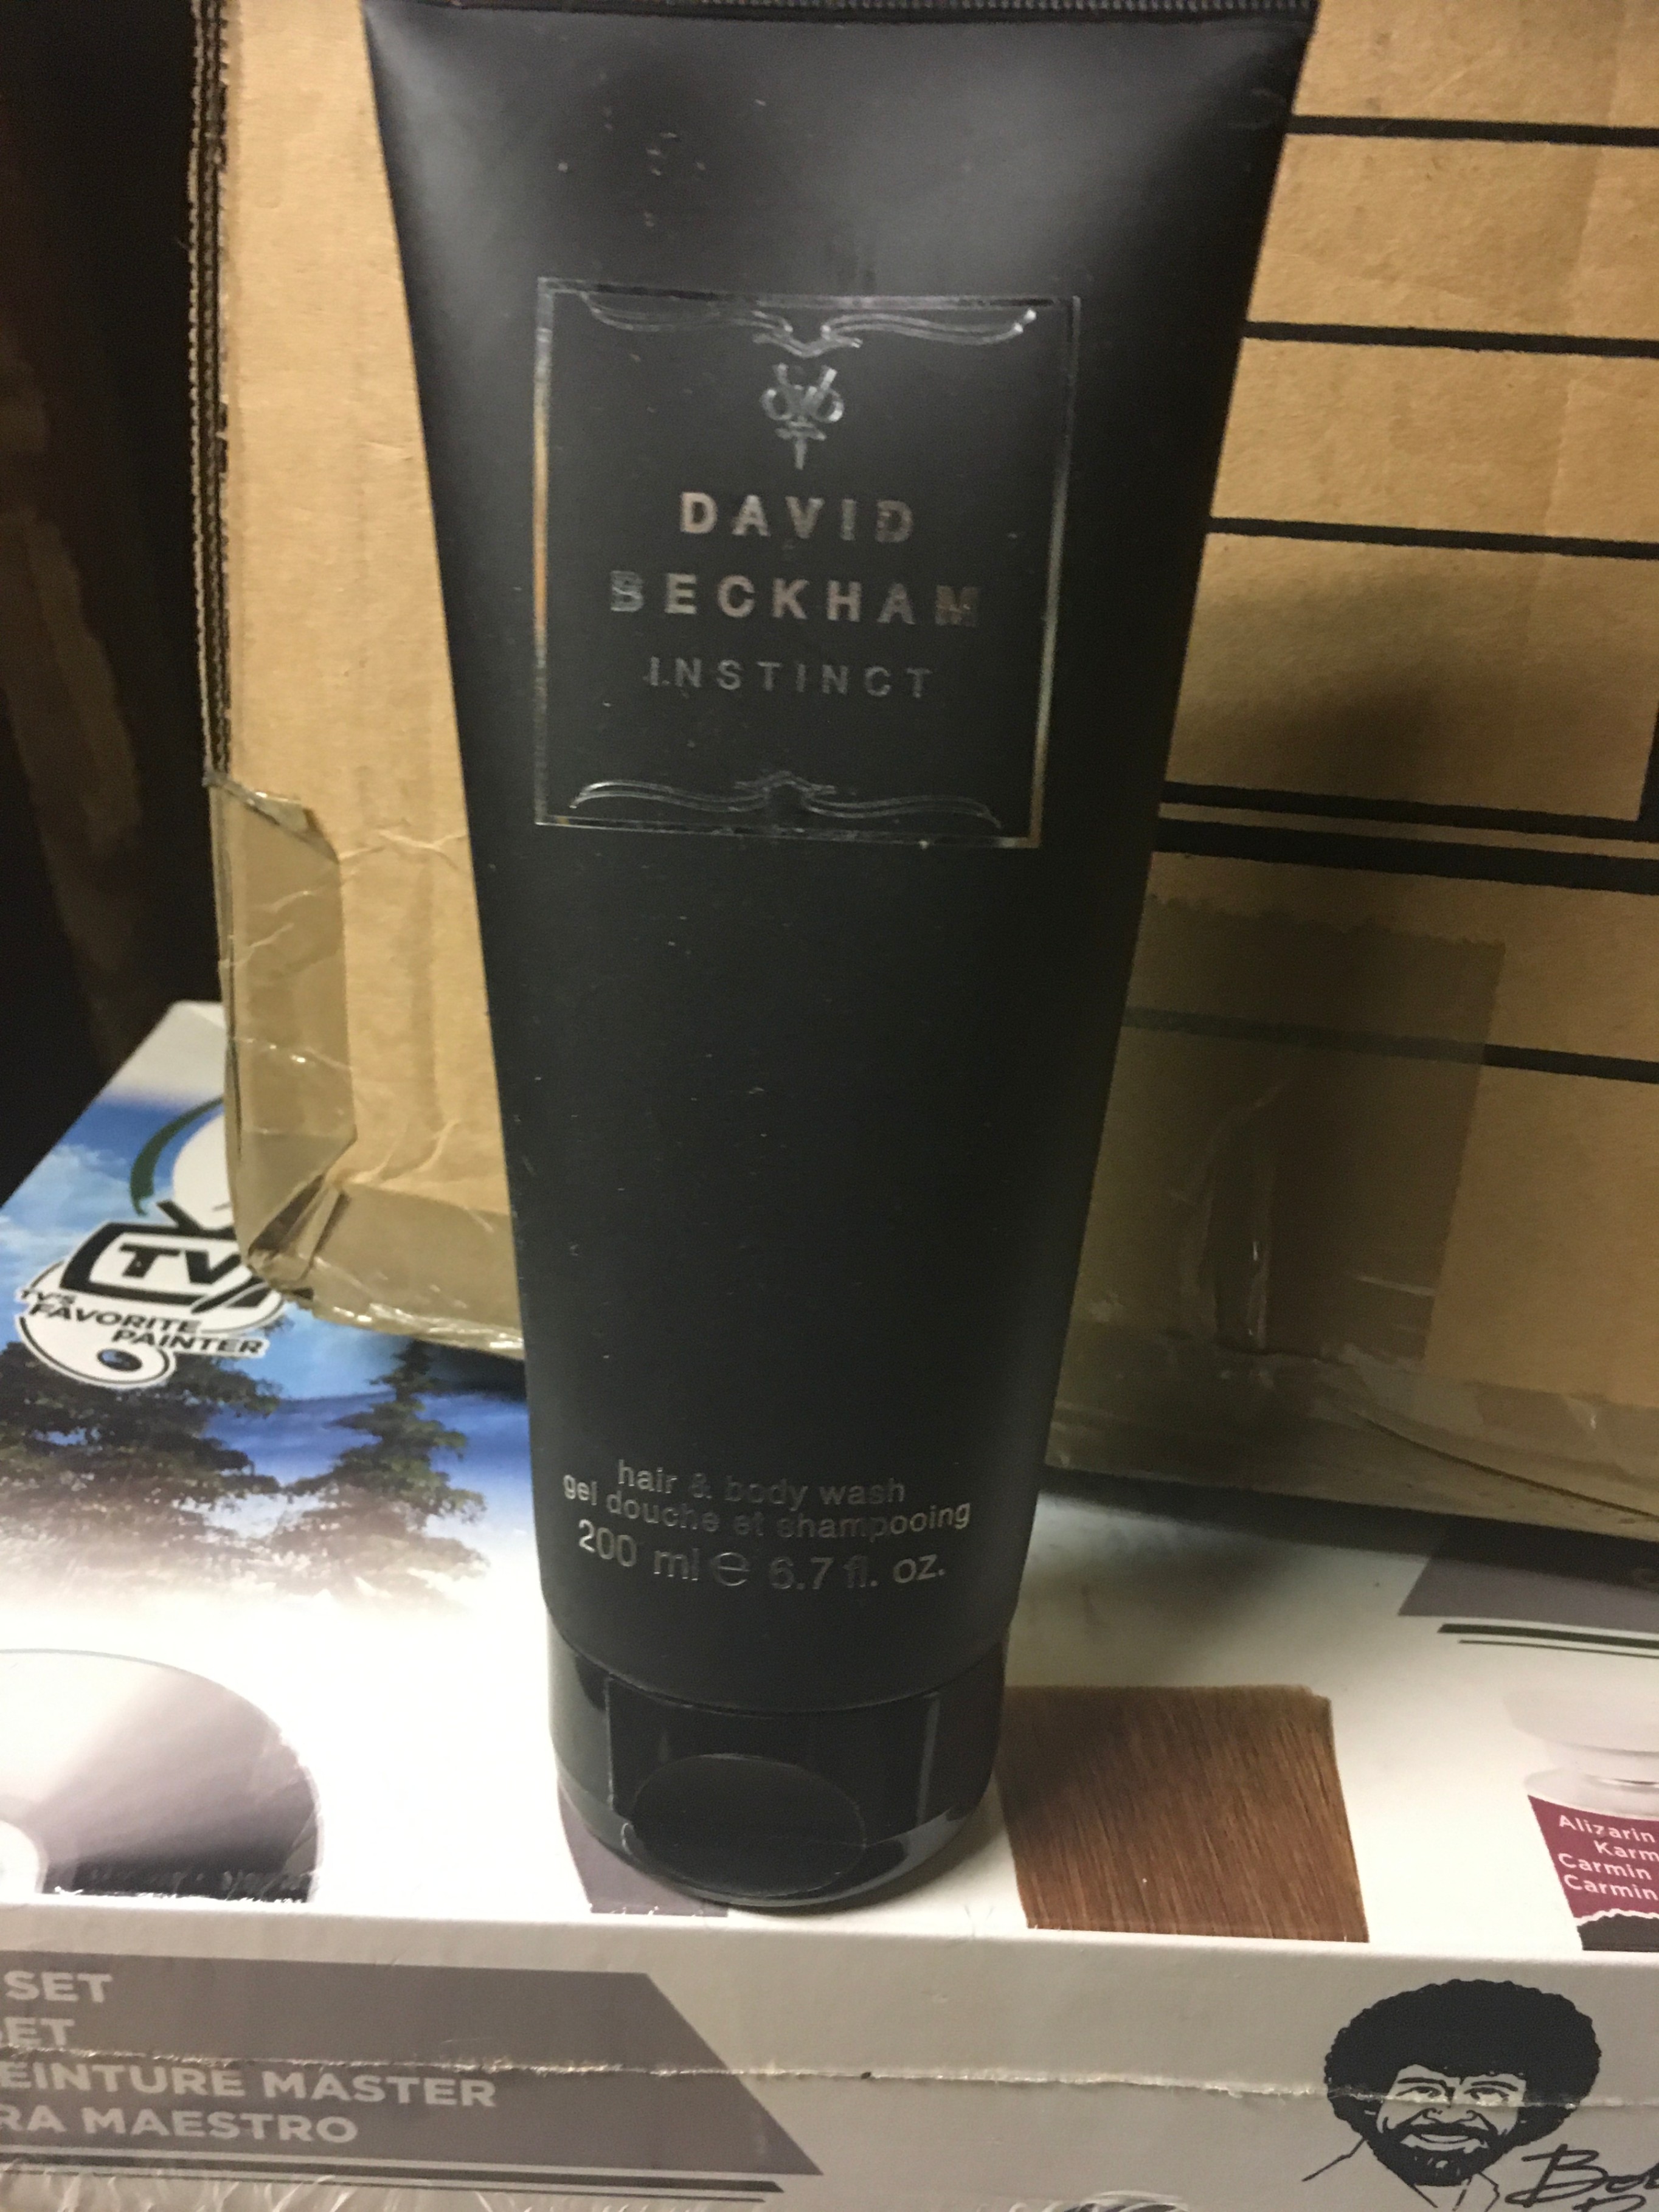 DAVID
BECKHAM
INSTINCT
hair & body wash
gel douche et shampooing
200 ml ℮ 6.7 fl. oz.
TV
TV'S
FAVORITE
PAINTER
Alizarin
Karm
Carmin
Carmin
SET
ET
EINTURE MASTER
RA MAESTRO
Bo